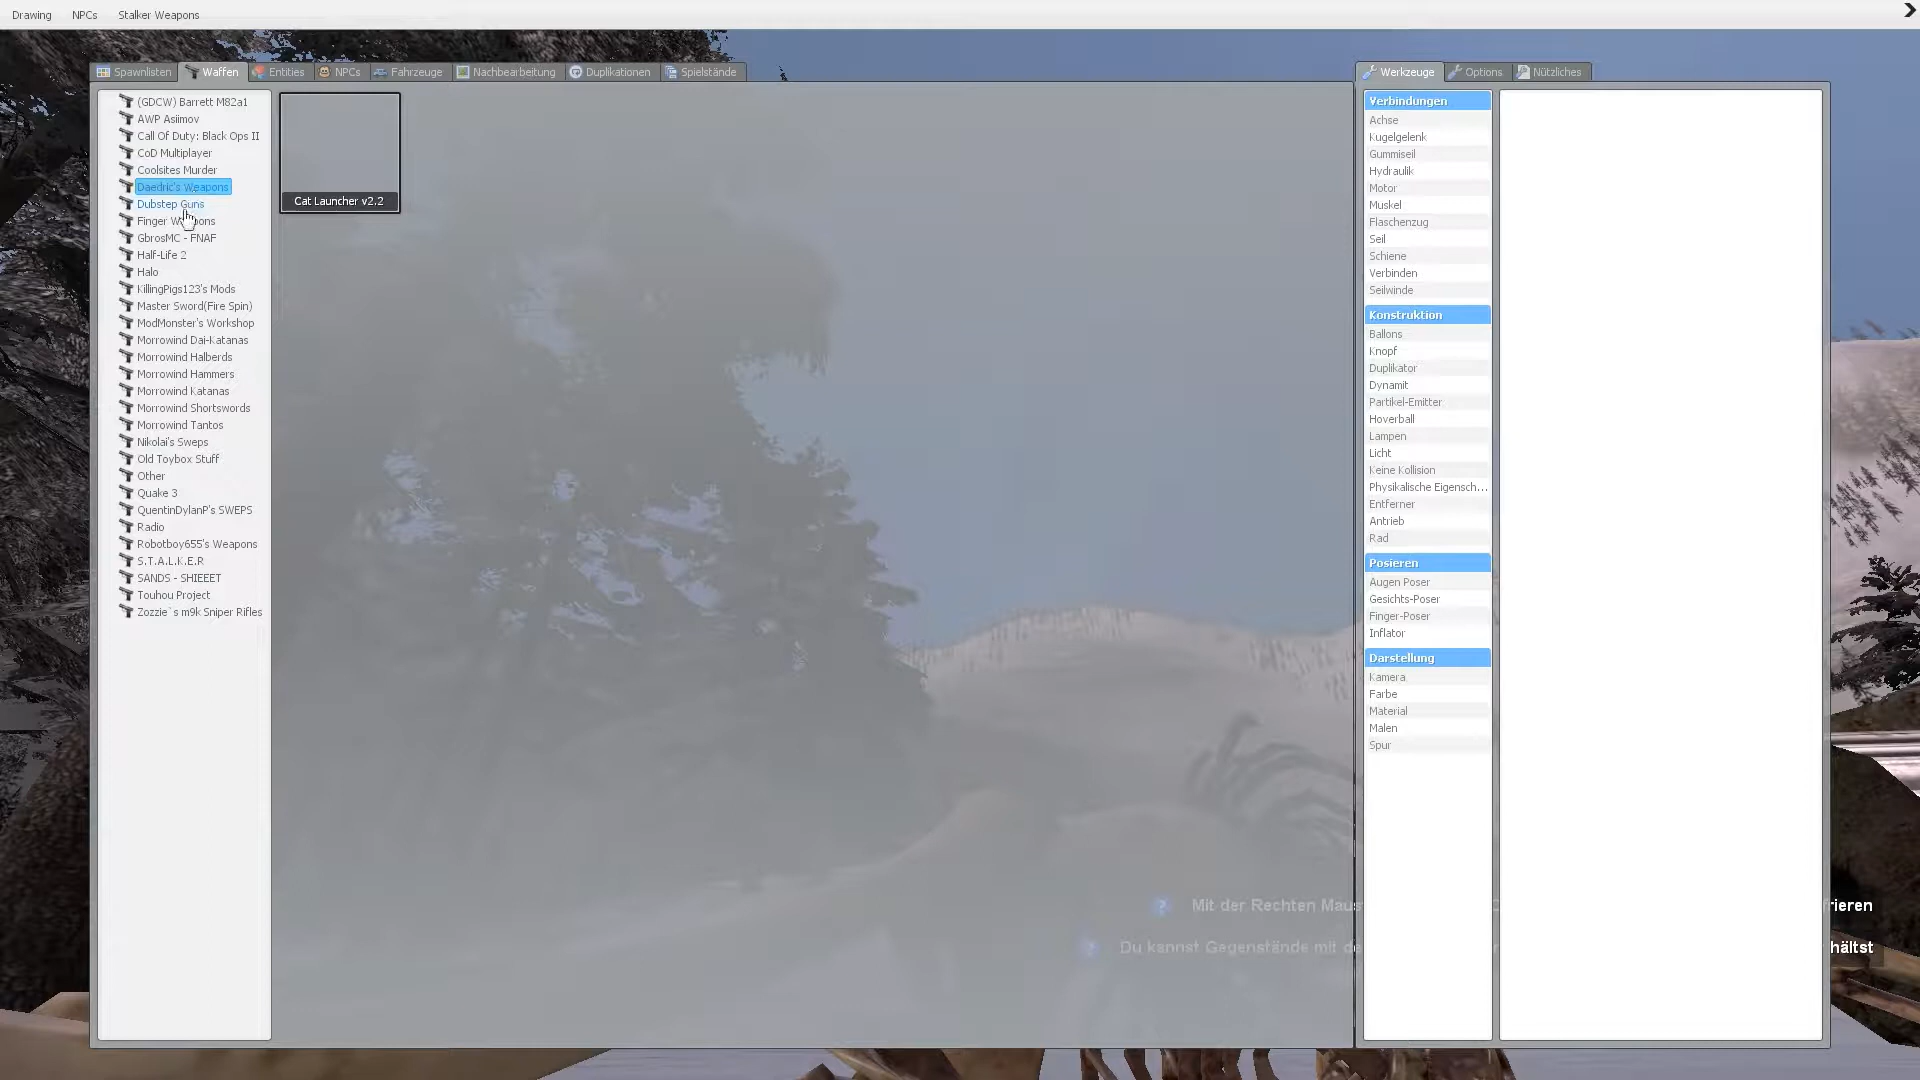 Drawing NPCs Stalker Weapons
Spawnlisten Waffen Entities NPCs Fahrzeuge Nachbearbeitung Duplikationen Spielstände
Werkzeuge Options Nützliches
(GDCW) Barrett M82a1
AWP Asiimov
Call Of Duty: Black Ops II
CoD Multiplayer
Coolsites Murder
Daedric's Weapons
Dubstep Guns
Finger Weapons
GbrosMC - FNAF
Half-Life 2
Halo
KillingPigs123's Mods
Master Sword(Fire Spin)
ModMonster's Workshop
Morrowind Dai-Katanas
Morrowind Halberds
Morrowind Hammers
Morrowind Katanas
Morrowind Shortswords
Morrowind Tantos
Nikolai's Sweps
Old Toybox Stuff
Other
Quake 3
QuentinDylanP's SWEPS
Radio
Robotboy655's Weapons
S.T.A.L.K.E.R
SANDS - SHIEEET
Touhou Project
Zozzie`s m9k Sniper Rifles
Cat Launcher v2.2
Verbindungen
Achse
Kugelgelenk
Gummiseil
Hydraulik
Motor
Muskel
Flaschenzug
Seil
Schiene
Verbinden
Seilwinde
Konstruktion
Ballons
Knopf
Duplikator
Dynamit
Partikel-Emitter
Hoverball
Lampen
Licht
Keine Kollision
Physikalische Eigensch...
Entferner
Antrieb
Rad
Posieren
Augen Poser
Gesichts-Poser
Finger-Poser
Inflator
Darstellung
Kamera
Farbe
Material
Malen
Spur
Mit der Rechten Maus frieren
Du kannst Gegenstände mit de hältst